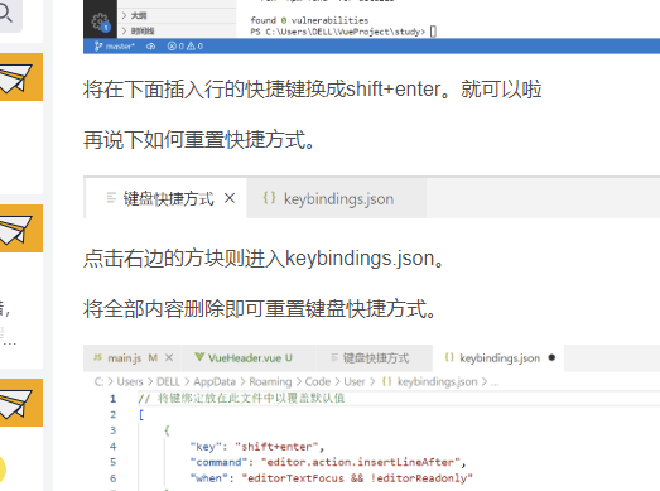 大纲
时间线
found 0 vulnerabilities
PS C:\Users\DELL\VueProject\study>
master* 0 0
将在下面插入行的快捷键换成shift+enter。就可以啦
再说下如何重置快捷方式。
键盘快捷方式 × {} keybindings.json
点击右边的方块则进入keybindings.json。
将全部内容删除即可重置键盘快捷方式。
JS main.js M × VueHeader.vue U 键盘快捷方式 {} keybindings.json ●
C: > Users > DELL > AppData > Roaming > Code > User > {} keybindings.json > ...
1 // 将键绑定放在此文件中以覆盖默认值
2 [
3 {
4 "key": "shift+enter",
5 "command": "editor.action.insertLineAfter",
6 "when": "editorTextFocus && !editorReadonly"